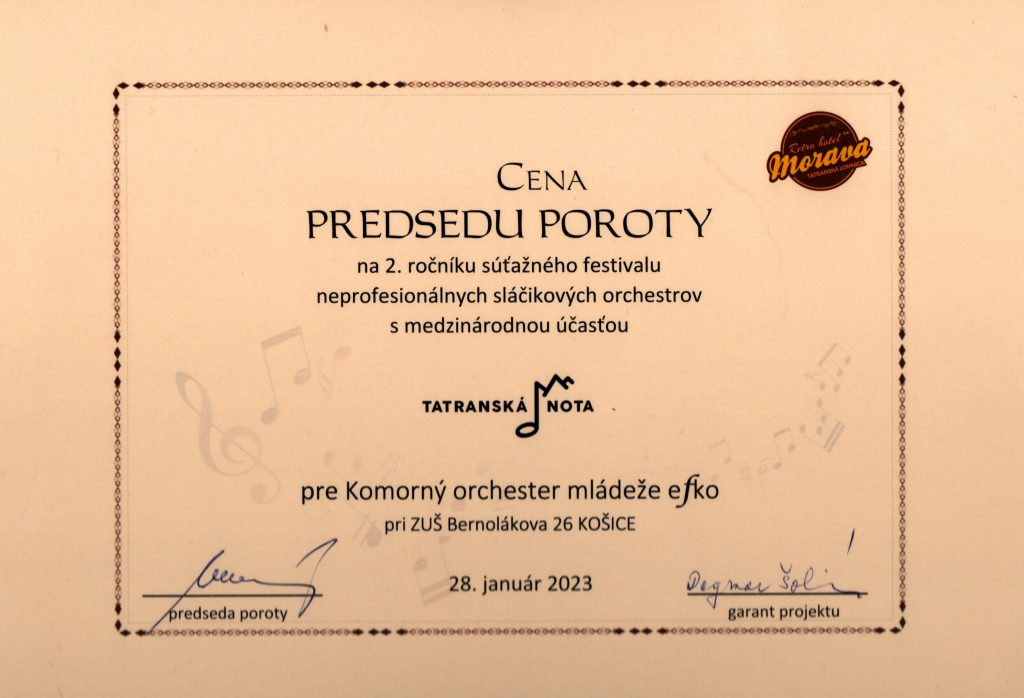 Retro hotel
Morava
TATRANSKÁ LOMNICA
CENA
PREDSEDU POROTY
na 2. ročníku súťažného festivalu
neprofesionálnych sláčikových orchestrov
s medzinárodnou účasťou
TATRANSKÁ NOTA
pre Komorný orchester mládeže efko
pri ZUŠ Bernolákova 26 KOŠICE
28. január 2023
Dagmar
predseda poroty
garant projektu